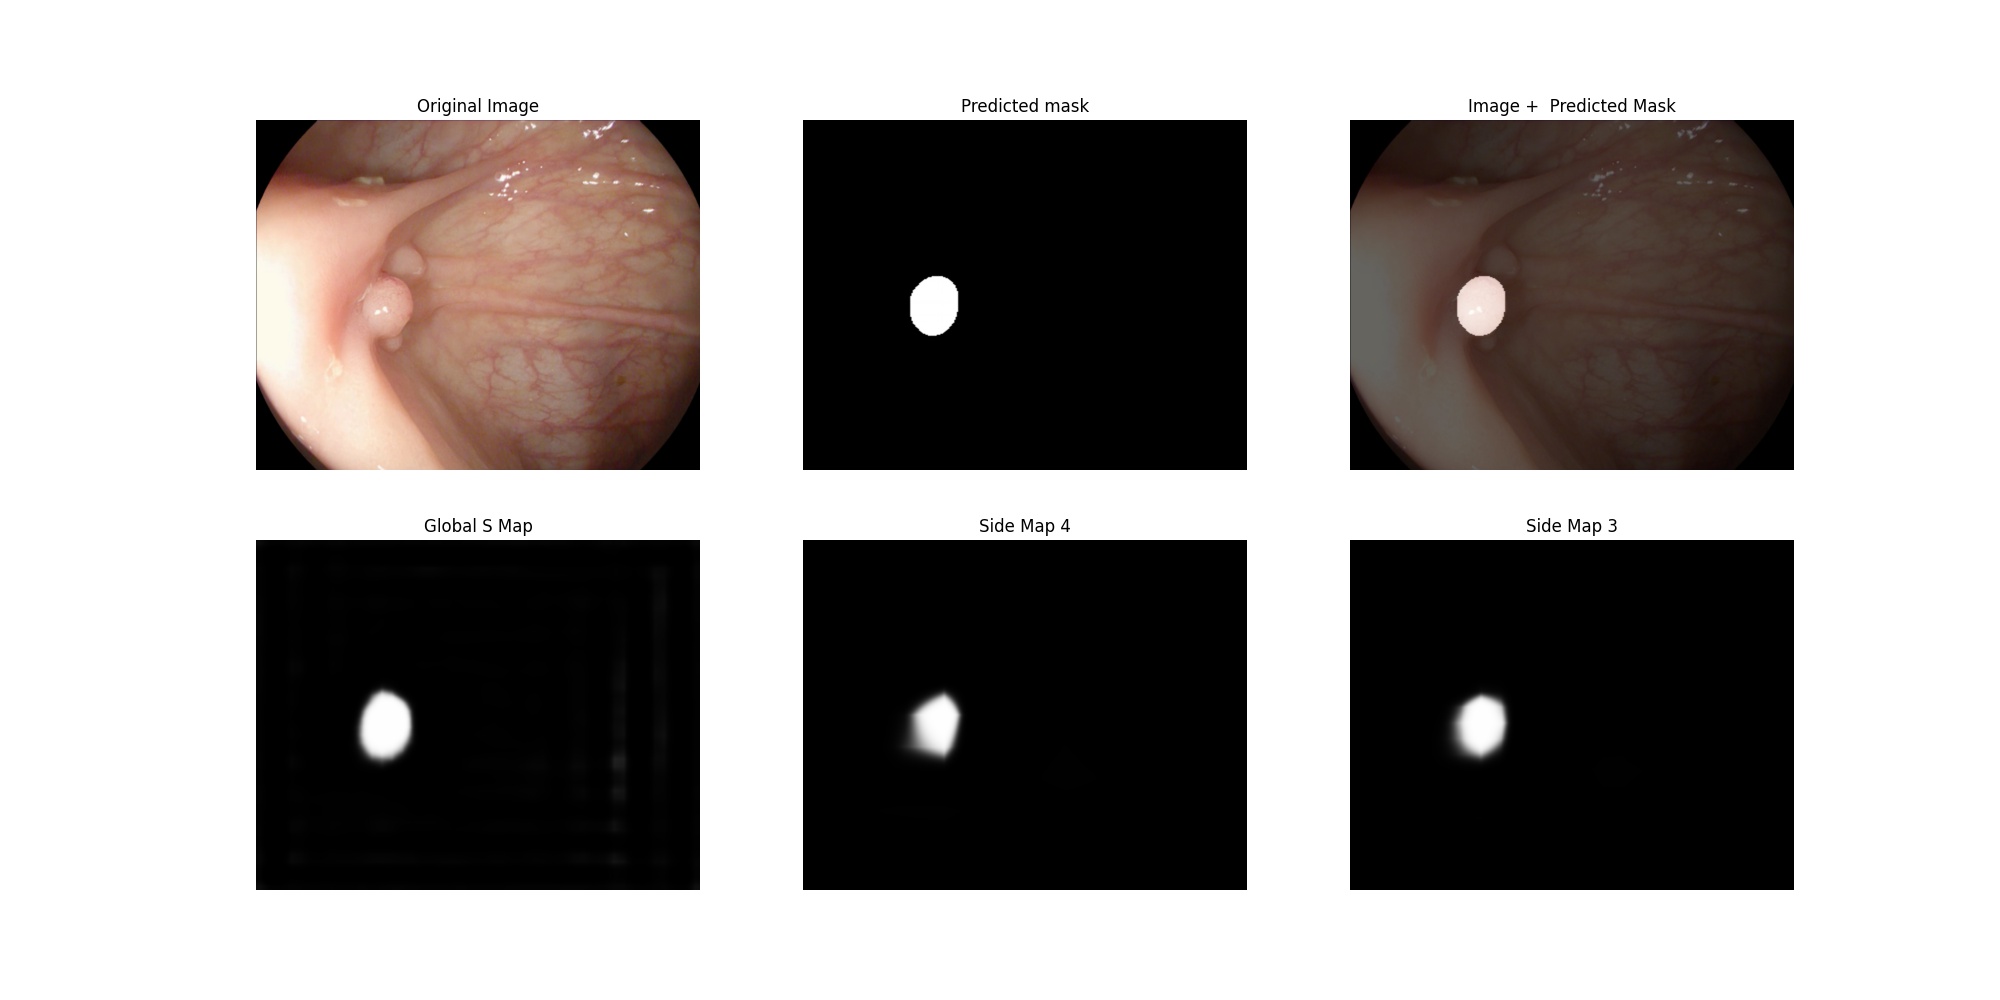 Original Image
Predicted mask
Image +  Predicted Mask
Global S Map
Side Map 4
Side Map 3